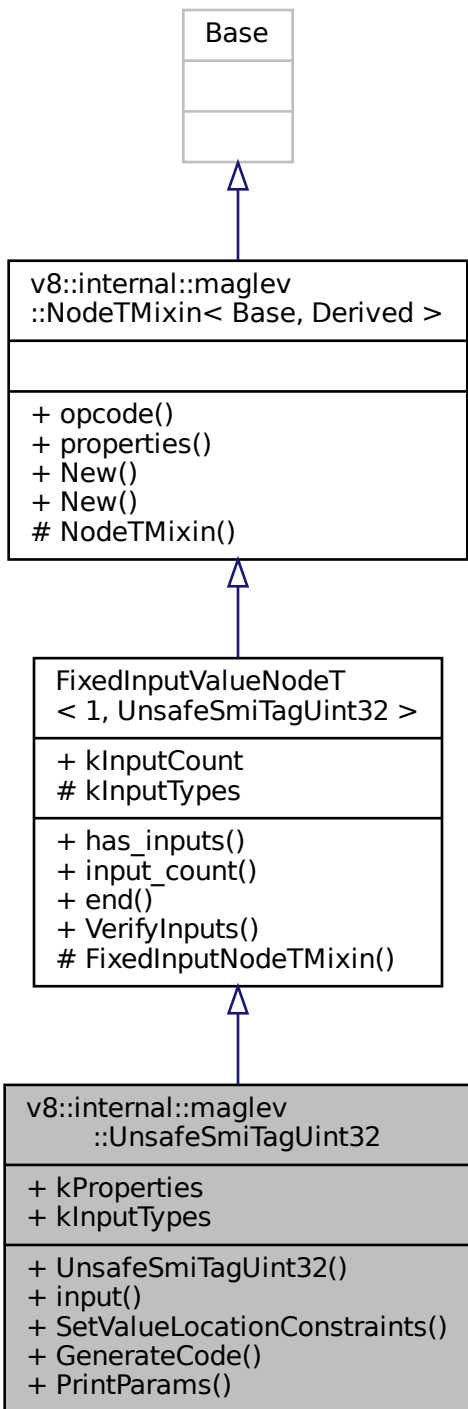 Base
v8::internal::maglev
::NodeTMixin< Base, Derived >
+ opcode()
+ properties()
+ New()
+ New()
# NodeTMixin()
FixedInputValueNodeT
< 1, UnsafeSmiTagUint32 >
+ kInputCount
# kInputTypes
+ has_inputs()
+ input_count()
+ end()
+ VerifyInputs()
# FixedInputNodeTMixin()
v8::internal::maglev
::UnsafeSmiTagUint32
+ kProperties
+ kInputTypes
+ UnsafeSmiTagUint32()
+ input()
+ SetValueLocationConstraints()
+ GenerateCode()
+ PrintParams()